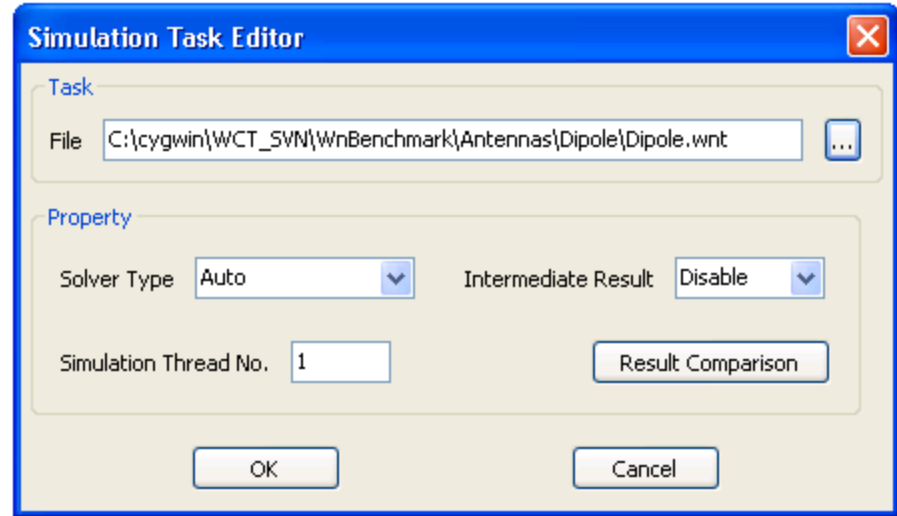 Simulation Task Editor
Task
File C:\cygwin\WCT_SVN\WnBenchmark\Antennas\Dipole\Dipole.wnt ...
Property
Solver Type Auto Intermediate Result Disable
Simulation Thread No. 1 Result Comparison
OK Cancel